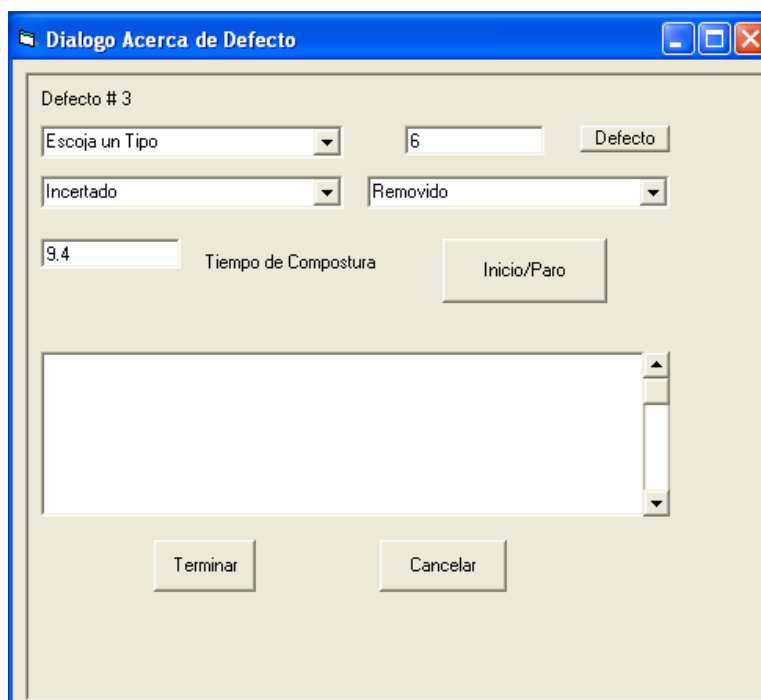 Dialogo Acerca de Defecto
Defecto # 3
Escoja un Tipo 6 Defecto
Incertado Removido
9.4 Tiempo de Compostura Inicio/Paro
Terminar Cancelar